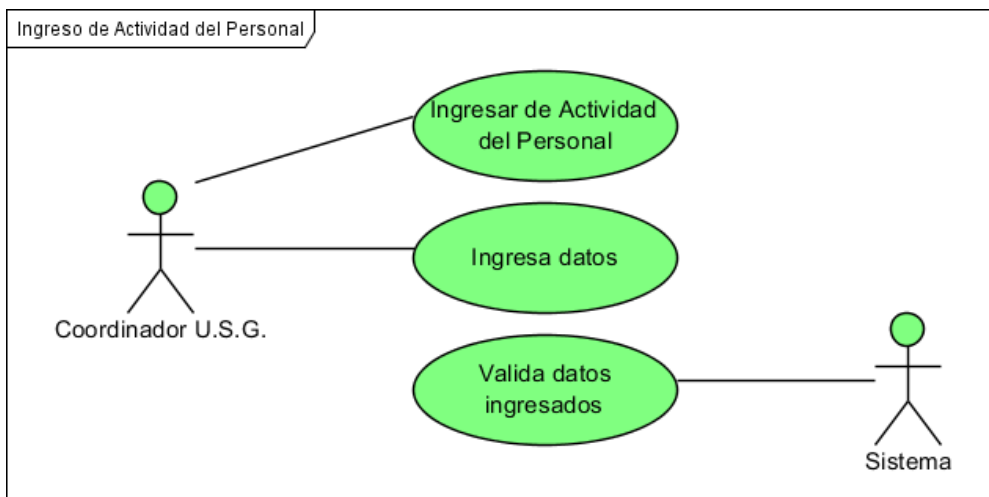 Ingreso de Actividad del Personal
Ingresar de Actividad
del Personal
Ingresa datos
Coordinador U.S.G.
Valida datos
ingresados
Sistema